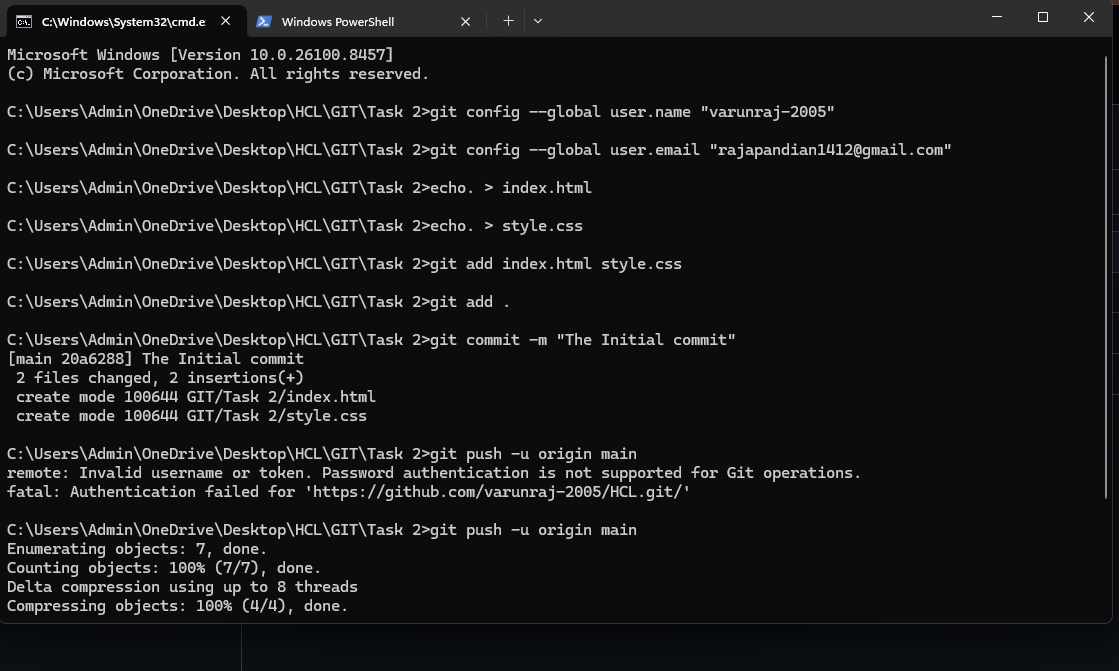 C:\Windows\System32\cmd.e
Windows PowerShell
Microsoft Windows [Version 10.0.26100.8457]
(c) Microsoft Corporation. All rights reserved.
C:\Users\Admin\OneDrive\Desktop\HCL\GIT\Task 2>git config --global user.name "varunraj-2005"
C:\Users\Admin\OneDrive\Desktop\HCL\GIT\Task 2>git config --global user.email "rajapandian1412@gmail.com"
C:\Users\Admin\OneDrive\Desktop\HCL\GIT\Task 2>echo. > index.html
C:\Users\Admin\OneDrive\Desktop\HCL\GIT\Task 2>echo. > style.css
C:\Users\Admin\OneDrive\Desktop\HCL\GIT\Task 2>git add index.html style.css
C:\Users\Admin\OneDrive\Desktop\HCL\GIT\Task 2>git add .
C:\Users\Admin\OneDrive\Desktop\HCL\GIT\Task 2>git commit -m "The Initial commit"
[main 20a6288] The Initial commit
 2 files changed, 2 insertions(+)
 create mode 100644 GIT/Task 2/index.html
 create mode 100644 GIT/Task 2/style.css
C:\Users\Admin\OneDrive\Desktop\HCL\GIT\Task 2>git push -u origin main
remote: Invalid username or token. Password authentication is not supported for Git operations.
fatal: Authentication failed for 'https://github.com/varunraj-2005/HCL.git/'
C:\Users\Admin\OneDrive\Desktop\HCL\GIT\Task 2>git push -u origin main
Enumerating objects: 7, done.
Counting objects: 100% (7/7), done.
Delta compression using up to 8 threads
Compressing objects: 100% (4/4), done.